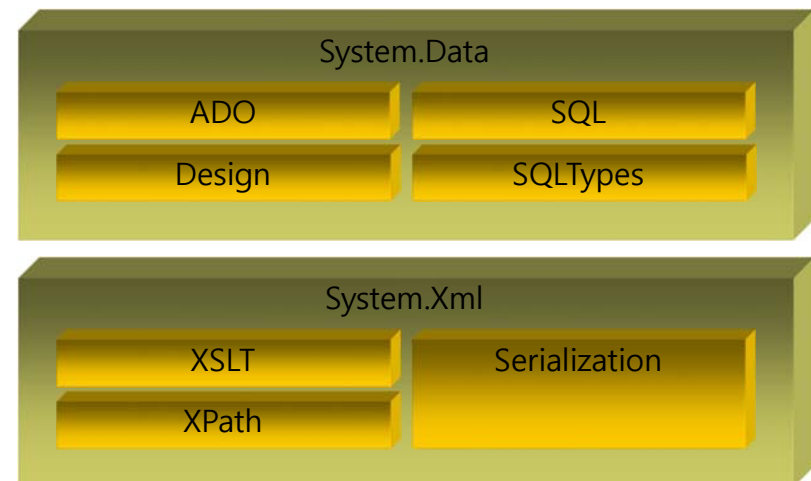 System.Data
ADO
SQL
Design
SQLTypes
System.Xml
XSLT
Serialization
XPath